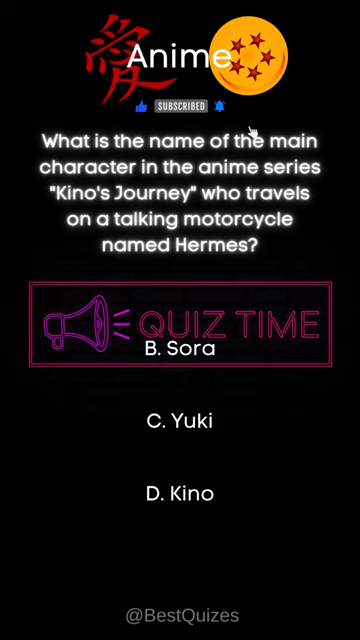 愛
Anime
SUBSCRIBED
What is the name of the main
character in the anime series
"Kino's Journey" who travels
on a talking motorcycle
named Hermes?
QUIZ TIME
B. Sora
C. Yuki
D. Kino
@BestQuizes